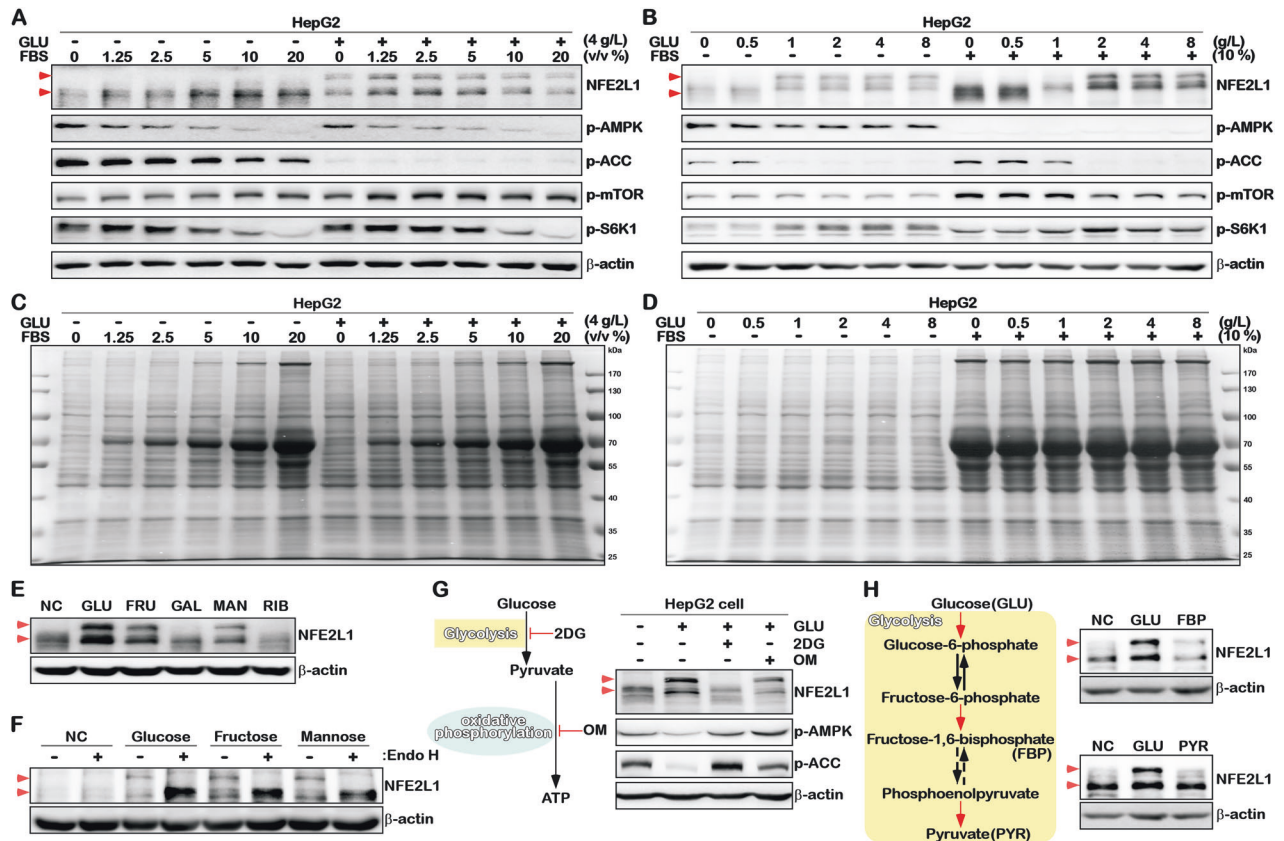 A
HepG2
GLU - - - - - - + + + + + + (4 g/L)
FBS 0 1.25 2.5 5 10 20 0 1.25 2.5 5 10 20 (v/v %)
NFE2L1
p-AMPK
p-ACC
p-mTOR
p-S6K1
β-actin
B
HepG2
GLU 0 0.5 1 2 4 8 0 0.5 1 2 4 8 (g/L)
FBS - - - - - - + + + + + + (10 %)
NFE2L1
p-AMPK
p-ACC
p-mTOR
p-S6K1
β-actin
C
HepG2
GLU - - - - - - + + + + + + (4 g/L)
FBS 0 1.25 2.5 5 10 20 0 1.25 2.5 5 10 20 (v/v %)
kDa
170
130
100
70
55
40
35
25
D
HepG2
GLU 0 0.5 1 2 4 8 0 0.5 1 2 4 8 (g/L)
FBS - - - - - - + + + + + + (10 %)
kDa
170
130
100
70
55
40
35
25
E
NC GLU FRU GAL MAN RIB
NFE2L1
β-actin
F
NC Glucose Fructose Mannose
- + - + - + - + :Endo H
NFE2L1
β-actin
G
Glucose
Glycolysis
2DG
Pyruvate
oxidative
phosphorylation
OM
ATP
HepG2 cell
- + + + GLU
- - + - 2DG
- - - + OM
NFE2L1
p-AMPK
p-ACC
β-actin
H
Glucose(GLU)
Glycolysis
Glucose-6-phosphate
Fructose-6-phosphate
Fructose-1,6-bisphosphate
(FBP)
Phosphoenolpyruvate
Pyruvate(PYR)
NC GLU FBP
NFE2L1
β-actin
NC GLU PYR
NFE2L1
β-actin